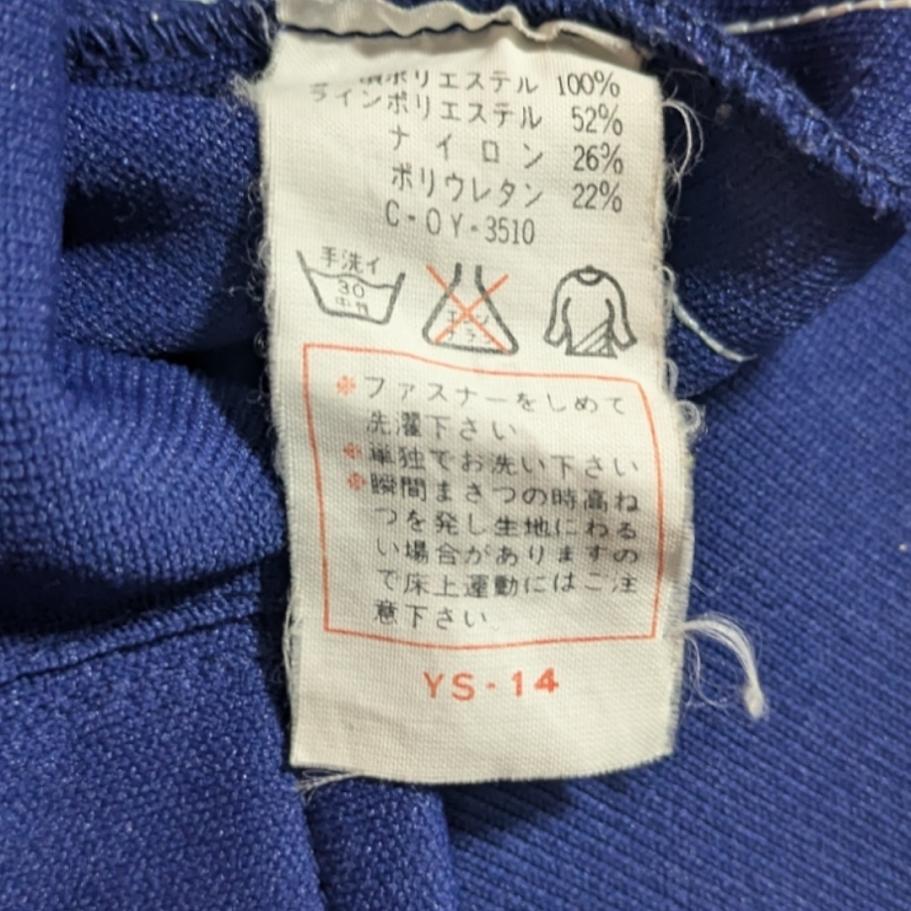 ポリエステル 100%
ラインポリエステル 52%
ナイロン 26%
ポリウレタン 22%
C-OY-3510
手洗イ
30
中性
※ファスナーをしめて
洗濯下さい
※単独でお洗い下さい
※瞬間まさつの時高ね
つを発し生地にわる
い場合がありますの
で床上運動にはご注
意下さい
YS-14